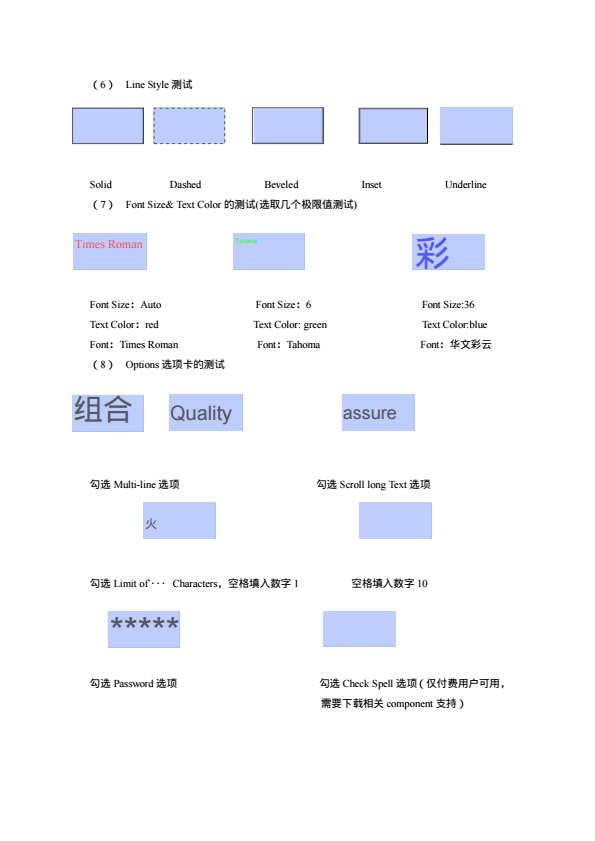 （6） Line Style 测试
Solid Dashed Beveled Inset Underline
（7） Font Size& Text Color 的测试(选取几个极限值测试)
Times Roman Tahoma 彩
Font Size：Auto Font Size：6 Font Size:36
Text Color：red Text Color: green Text Color:blue
Font：Times Roman Font：Tahoma Font：华文彩云
（8） Options 选项卡的测试
组合 Quality assure
勾选 Multi-line 选项 勾选 Scroll long Text 选项
火
勾选 Limit of··· Characters，空格填入数字 1 空格填入数字 10
*****
勾选 Password 选项 勾选 Check Spell 选项（仅付费用户可用，
需要下载相关 component 支持）